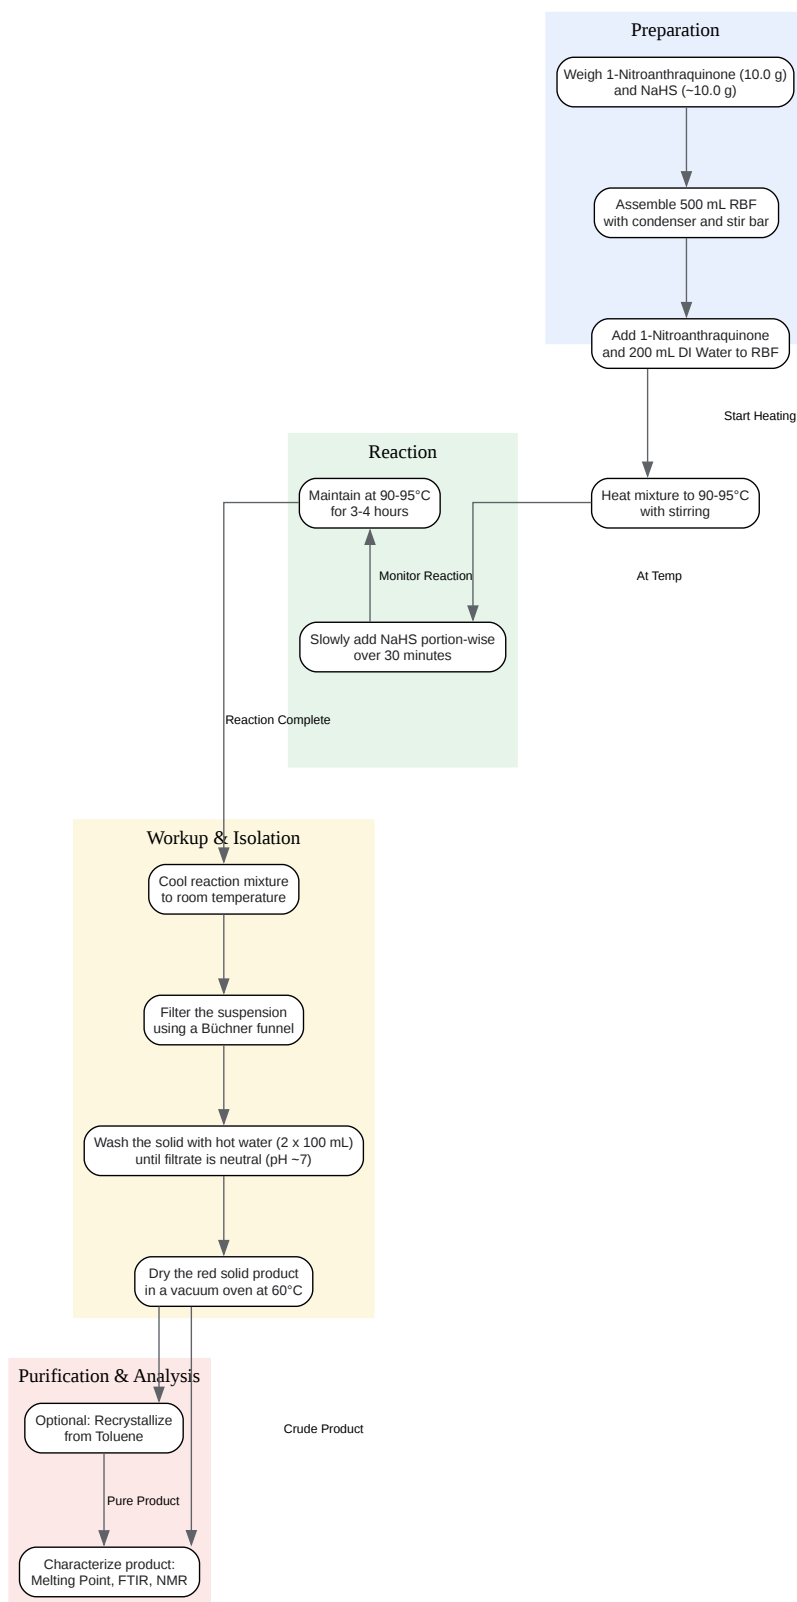 Preparation
Weigh 1-Nitroanthraquinone (10.0 g)
and NaHS (~10.0 g)
Assemble 500 mL RBF
with condenser and stir bar
Add 1-Nitroanthraquinone
and 200 mL DI Water to RBF
Start Heating
Reaction
Maintain at 90-95°C
for 3-4 hours
Heat mixture to 90-95°C
with stirring
Monitor Reaction
At Temp
Slowly add NaHS portion-wise
over 30 minutes
Reaction Complete
Workup & Isolation
Cool reaction mixture
to room temperature
Filter the suspension
using a Büchner funnel
Wash the solid with hot water (2 x 100 mL)
until filtrate is neutral (pH ~7)
Dry the red solid product
in a vacuum oven at 60°C
Purification & Analysis
Optional: Recrystallize
from Toluene
Crude Product
Pure Product
Characterize product:
Melting Point, FTIR, NMR